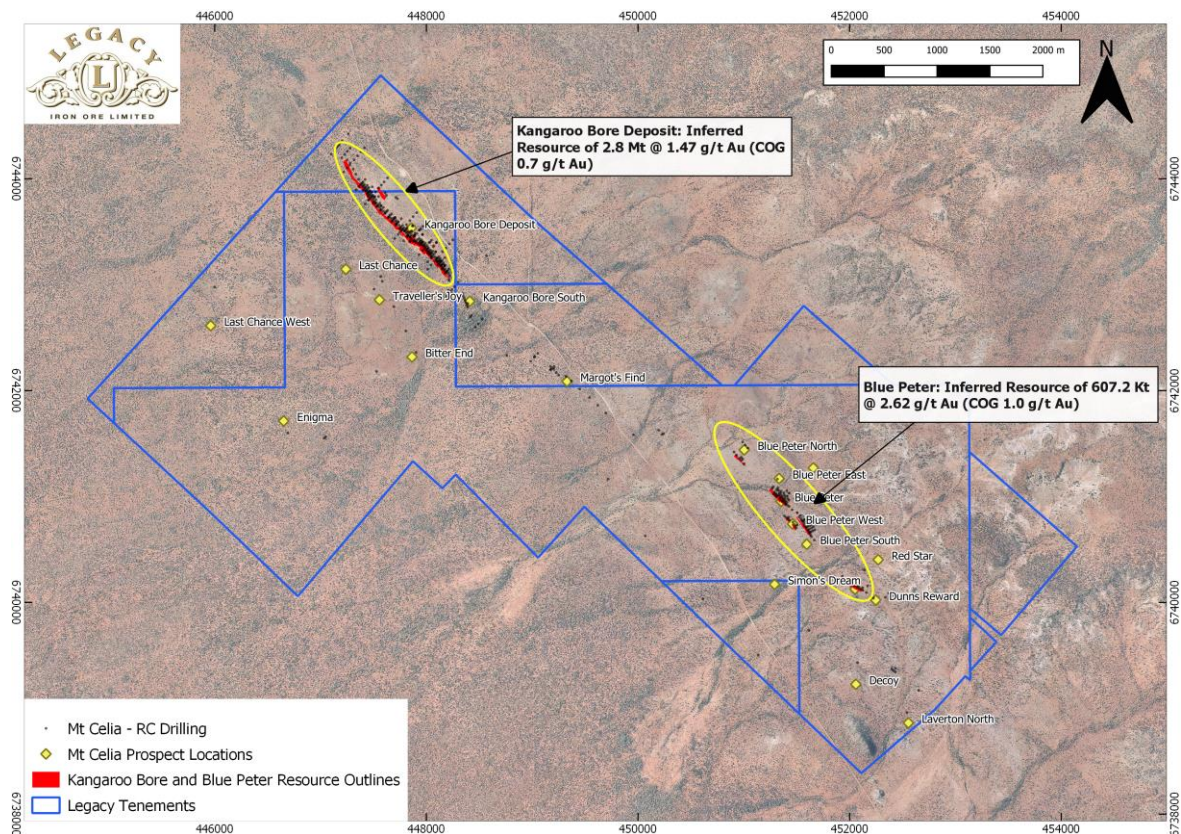 446000 448000 450000 452000 454000
LEGACY
LJ
IRON ORE LIMITED
0 500 1000 1500 2000 m
N
Kangaroo Bore Deposit: Inferred
Resource of 2.8 Mt @ 1.47 g/t Au (COG
0.7 g/t Au)
6744000
6744000
Kangaroo Bore Deposit
Last Chance
Traveller's Joy
Kangaroo Bore South
Last Chance West
Bitter End
Margot's Find
6742000
6742000
Blue Peter: Inferred Resource of 607.2 Kt
@ 2.62 g/t Au (COG 1.0 g/t Au)
Enigma
Blue Peter North
Blue Peter East
Blue Peter
Blue Peter West
Blue Peter South
Red Star
Simon's Dream
Dunns Reward
6740000
6740000
Decoy
Laverton North
Mt Celia - RC Drilling
Mt Celia Prospect Locations
Kangaroo Bore and Blue Peter Resource Outlines
Legacy Tenements
6738000
6738000
446000 448000 450000 452000 454000